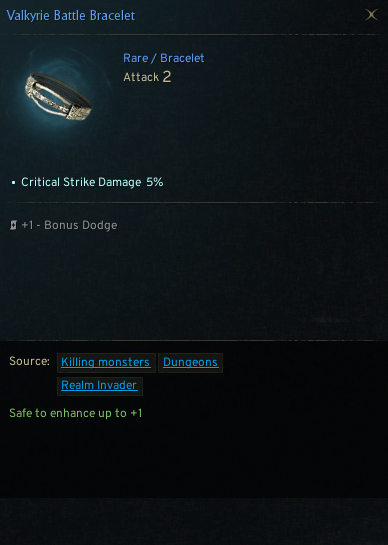 Valkyrie Battle Bracelet
Rare / Bracelet
Attack 2
• Critical Strike Damage 5%
+1 - Bonus Dodge
Source: Killing monsters Dungeons
Realm Invader
Safe to enhance up to +1